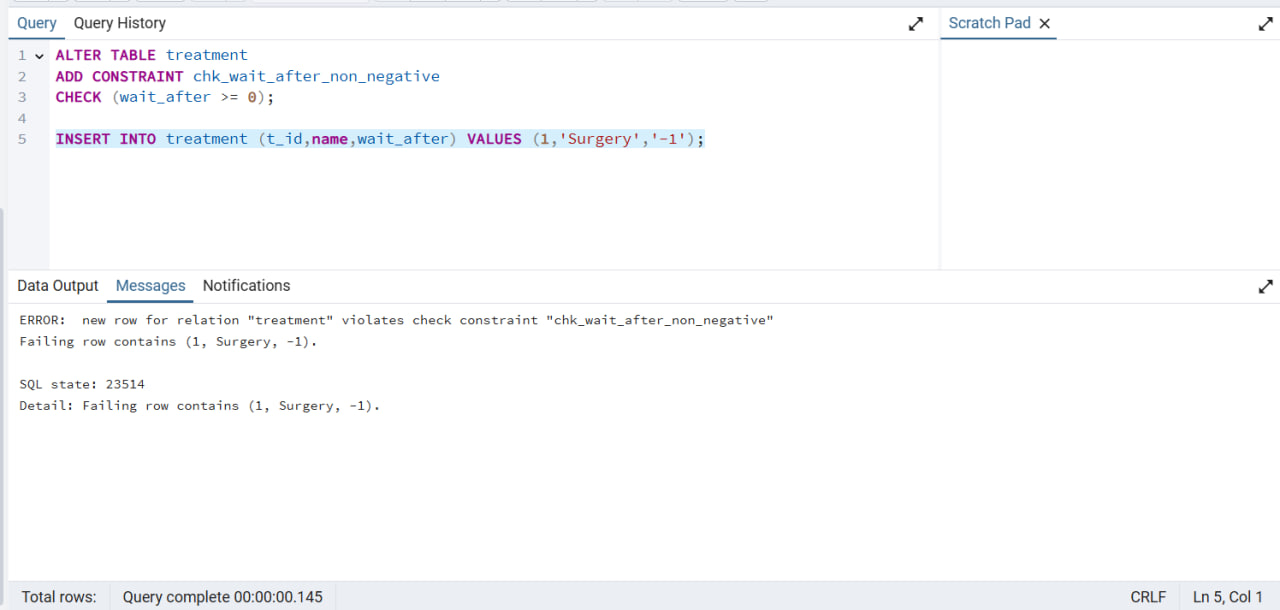 Query Query History Scratch Pad
1 ALTER TABLE treatment
2 ADD CONSTRAINT chk_wait_after_non_negative
3 CHECK (wait_after >= 0);
4
5 INSERT INTO treatment (t_id,name,wait_after) VALUES (1,'Surgery','-1');
Data Output Messages Notifications
ERROR:  new row for relation "treatment" violates check constraint "chk_wait_after_non_negative"
Failing row contains (1, Surgery, -1).
SQL state: 23514
Detail: Failing row contains (1, Surgery, -1).
Total rows: Query complete 00:00:00.145 CRLF Ln 5, Col 1